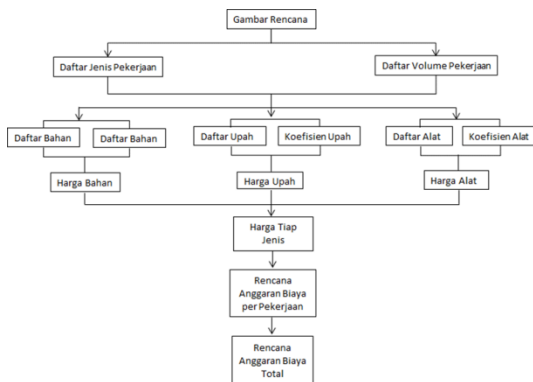 Gambar Rencana
Daftar Jenis Pekerjaan
Daftar Volume Pekerjaan
Daftar Bahan
Daftar Bahan
Daftar Upah
Koefisien Upah
Daftar Alat
Koefisien Alat
Harga Bahan
Harga Upah
Harga Alat
Harga Tiap
Jenis
Rencana
Anggaran Biaya
per Pekerjaan
Rencana
Anggaran Biaya
Total